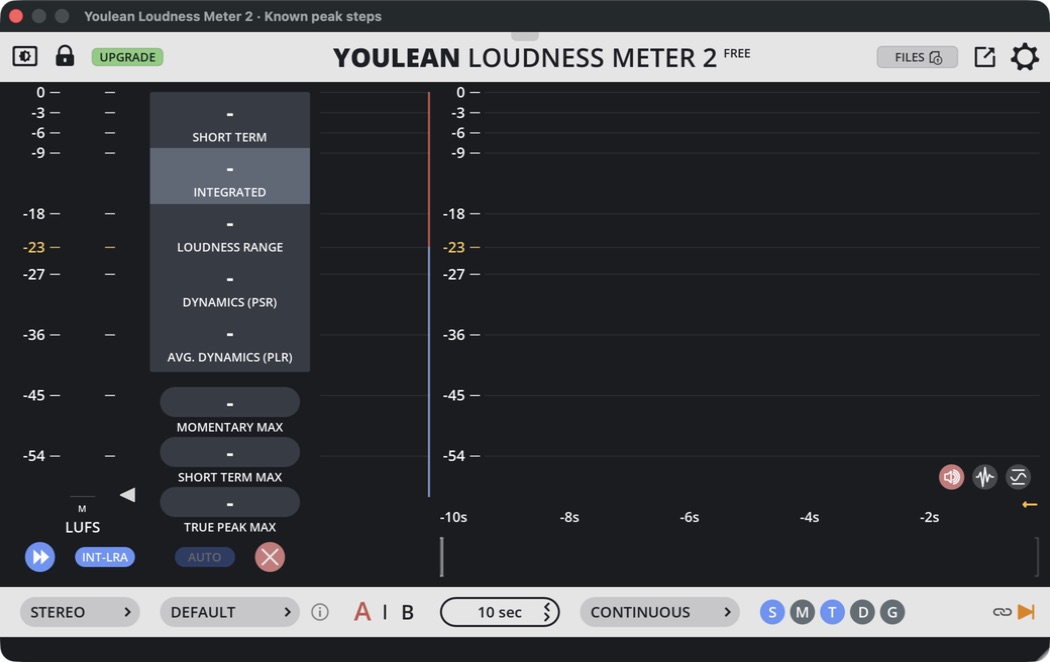 Youlean Loudness Meter 2 · Known peak steps
UPGRADE
YOULEAN LOUDNESS METER 2 FREE
FILES
0
-3
-6
-9
-18
-23
-27
-36
-45
-54
M
LUFS
-
SHORT TERM
-
INTEGRATED
-
LOUDNESS RANGE
-
DYNAMICS (PSR)
-
AVG. DYNAMICS (PLR)
-
MOMENTARY MAX
-
SHORT TERM MAX
-
TRUE PEAK MAX
0
-3
-6
-9
-18
-23
-27
-36
-45
-54
-10s -8s -6s -4s -2s
INT-LRA AUTO
STEREO DEFAULT A | B 10 sec CONTINUOUS S M T D G